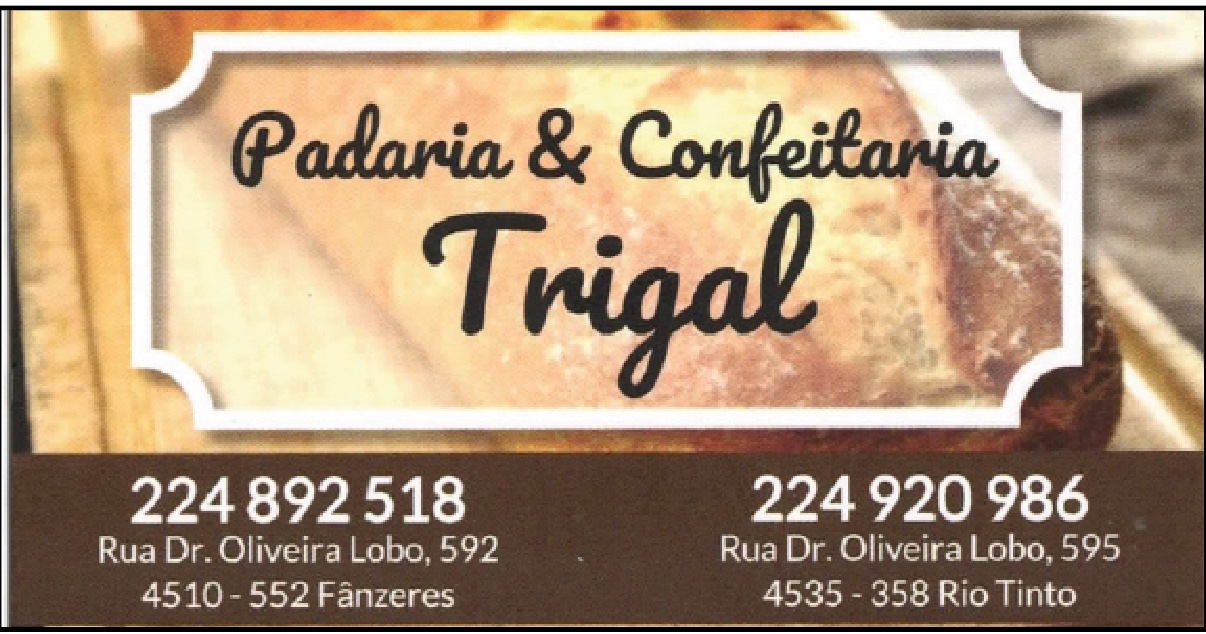 Padaria & Confeitaria
Trigal
224 892 518
Rua Dr. Oliveira Lobo, 592
4510 - 552 Fânzeres
224 920 986
Rua Dr. Oliveira Lobo, 595
4535 - 358 Rio Tinto